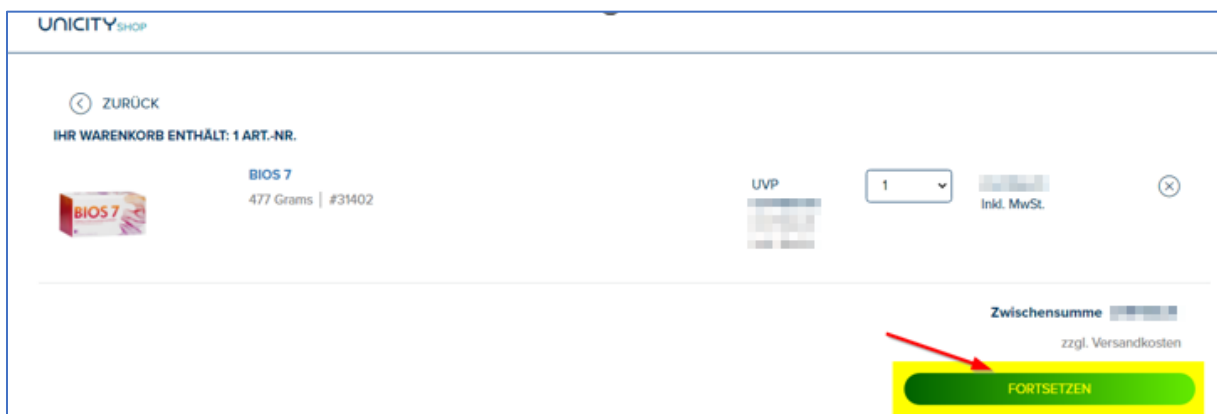 UNICITY SHOP
ZURÜCK
IHR WARENKORB ENTHÄLT: 1 ART.-NR.
BIOS 7
477 Grams | #31402
BIOS 7
UVP
1
Inkl. MwSt.
Zwischensumme
zzgl. Versandkosten
FORTSETZEN